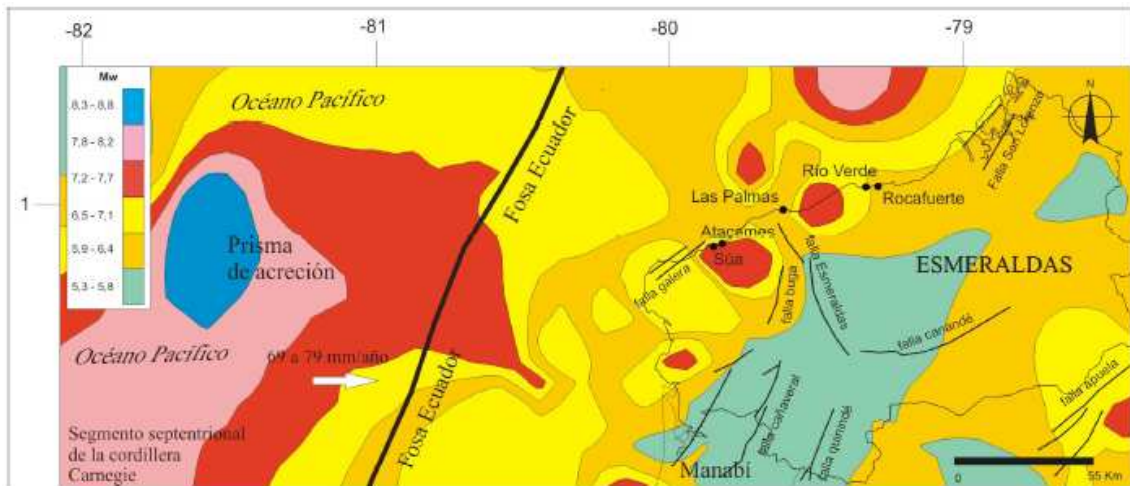 -82
-81
-80
-79
1
Mw
8,3 - 8,8
7,8 - 8,2
7,2 - 7,7
6,5 - 7,1
5,9 - 6,4
5,3 - 5,8
Océano Pacífico
Fosa Ecuador
N
Falla San Lorenzo
Río Verde
Rocafuerte
Las Palmas
Atacames
Súa
Prisma
de acreción
ESMERALDAS
falla galera
falla buga
falla Esmeraldas
falla canandé
Océano Pacífico
69 a 79 mm/año
Fosa Ecuador
falla apuela
falla cañaveral
falla quinindé
Segmento septentrional
de la cordillera
Carnegie
Manabí
0
55 Km